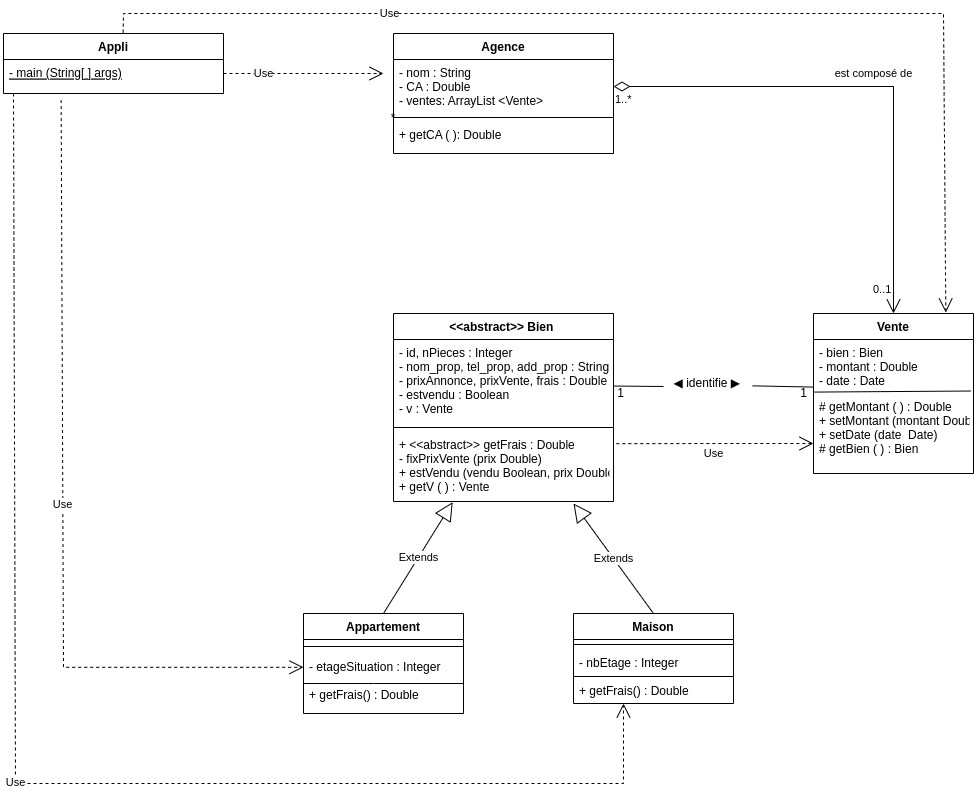 Use
Appli
- main (String[ ] args)
Use
Agence
- nom : String
- CA : Double
- ventes: ArrayList <Vente>
+ getCA ( ): Double
*
1..*
est composé de
0..1
<<abstract>> Bien
- id, nPieces : Integer
- nom_prop, tel_prop, add_prop : String
- prixAnnonce, prixVente, frais : Double
- estvendu : Boolean
- v : Vente
+ <<abstract>> getFrais : Double
- fixPrixVente (prix Double)
+ estVendu (vendu Boolean, prix Double
+ getV ( ) : Vente
1
◀ identifie ▶
1
Use
Vente
- bien : Bien
- montant : Double
- date : Date
# getMontant ( ) : Double
+ setMontant (montant Doub
+ setDate (date  Date)
# getBien ( ) : Bien
Use
Extends
Extends
Appartement
- etageSituation : Integer
+ getFrais() : Double
Maison
- nbEtage : Integer
+ getFrais() : Double
Use